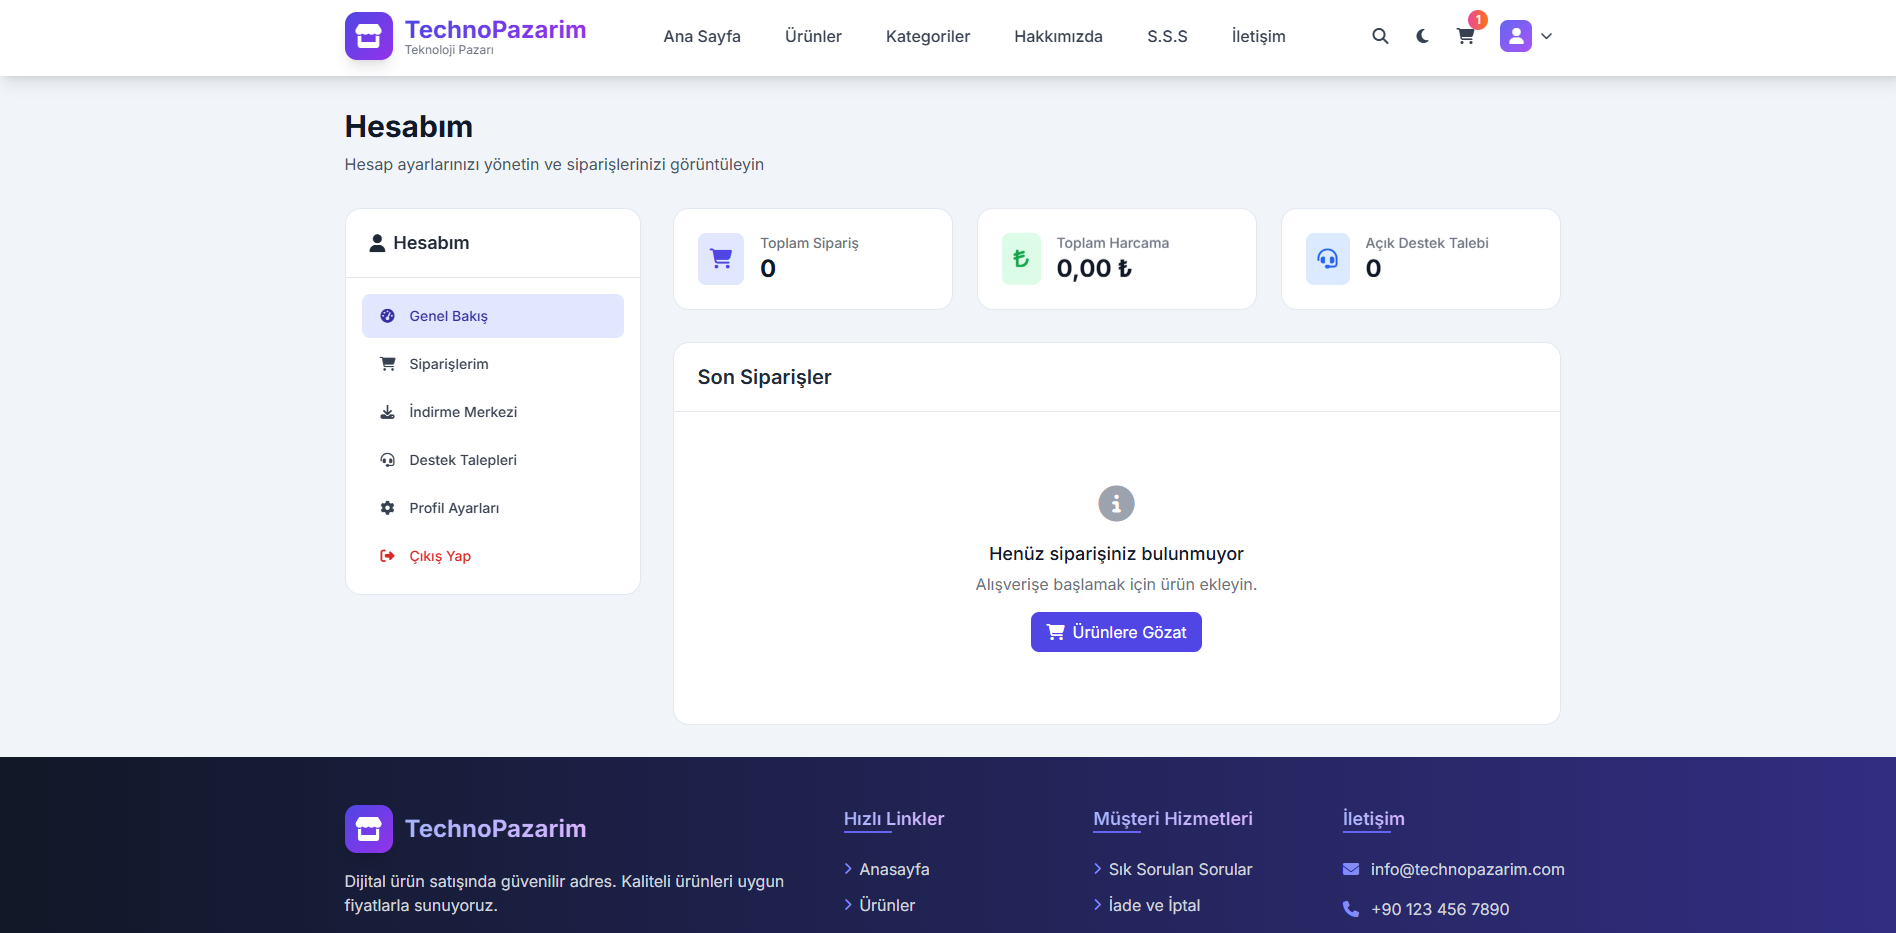 TechnoPazarim
Teknoloji Pazarı
Ana Sayfa
Ürünler
Kategoriler
Hakkımızda
S.S.S
İletişim
1
Hesabım
Hesap ayarlarınızı yönetin ve siparişlerinizi görüntüleyin
Hesabım
Genel Bakış
Siparişlerim
İndirme Merkezi
Destek Talepleri
Profil Ayarları
Çıkış Yap
Toplam Sipariş
0
Toplam Harcama
0,00 ₺
Açık Destek Talebi
0
Son Siparişler
Henüz siparişiniz bulunmuyor
Alışverişe başlamak için ürün ekleyin.
Ürünlere Gözat
TechnoPazarim
Dijital ürün satışında güvenilir adres. Kaliteli ürünleri uygun
fiyatlarla sunuyoruz.
Hızlı Linkler
Anasayfa
Ürünler
Müşteri Hizmetleri
Sık Sorulan Sorular
İade ve İptal
İletişim
info@technopazarim.com
+90 123 456 7890